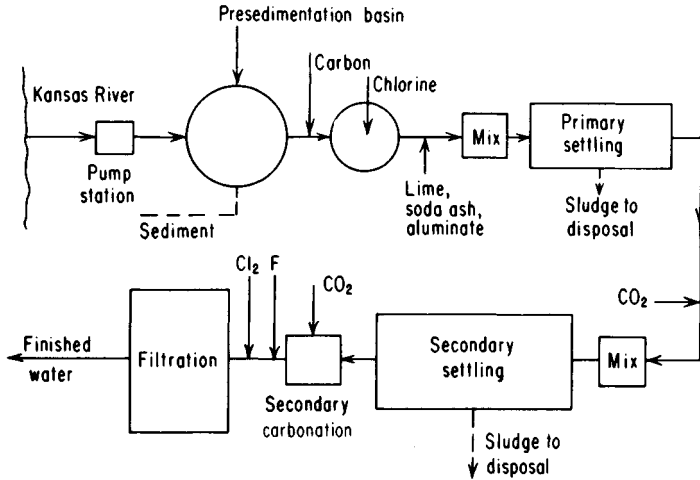 Presedimentation basin
Carbon
Chlorine
Kansas River
Mix
Primary
settling
Pump
station
Lime,
soda ash,
aluminate
Sludge to
disposal
Sediment
Cl₂ F
CO₂
CO₂
Finished
water
Filtration
Secondary
settling
Mix
Secondary
carbonation
Sludge to
disposal